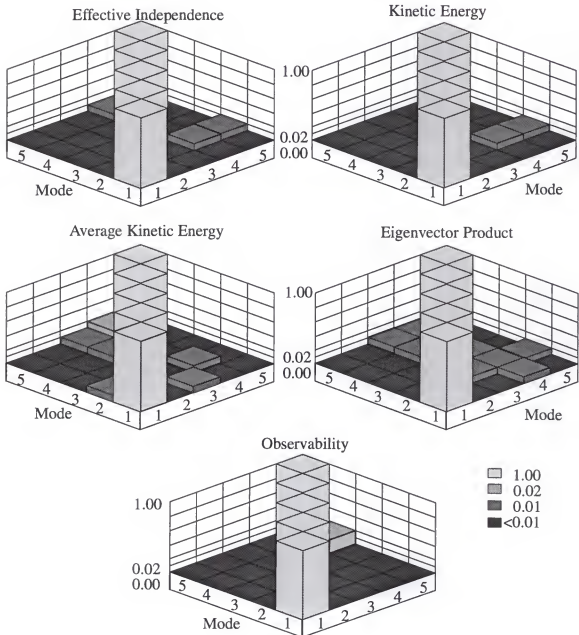 Effective Independence
Kinetic Energy
1.00
0.02
0.00
5 4 3 2 1 1 2 3 4 5
Mode
5 4 3 2 1 1 2 3 4 5
Mode
Average Kinetic Energy
Eigenvector Product
1.00
0.02
0.00
5 4 3 2 1 1 2 3 4 5
Mode
5 4 3 2 1 1 2 3 4 5
Mode
Observability
1.00
0.02
0.00
5 4 3 2 1 1 2 3 4 5
Mode
1.00
0.02
0.01
<0.01